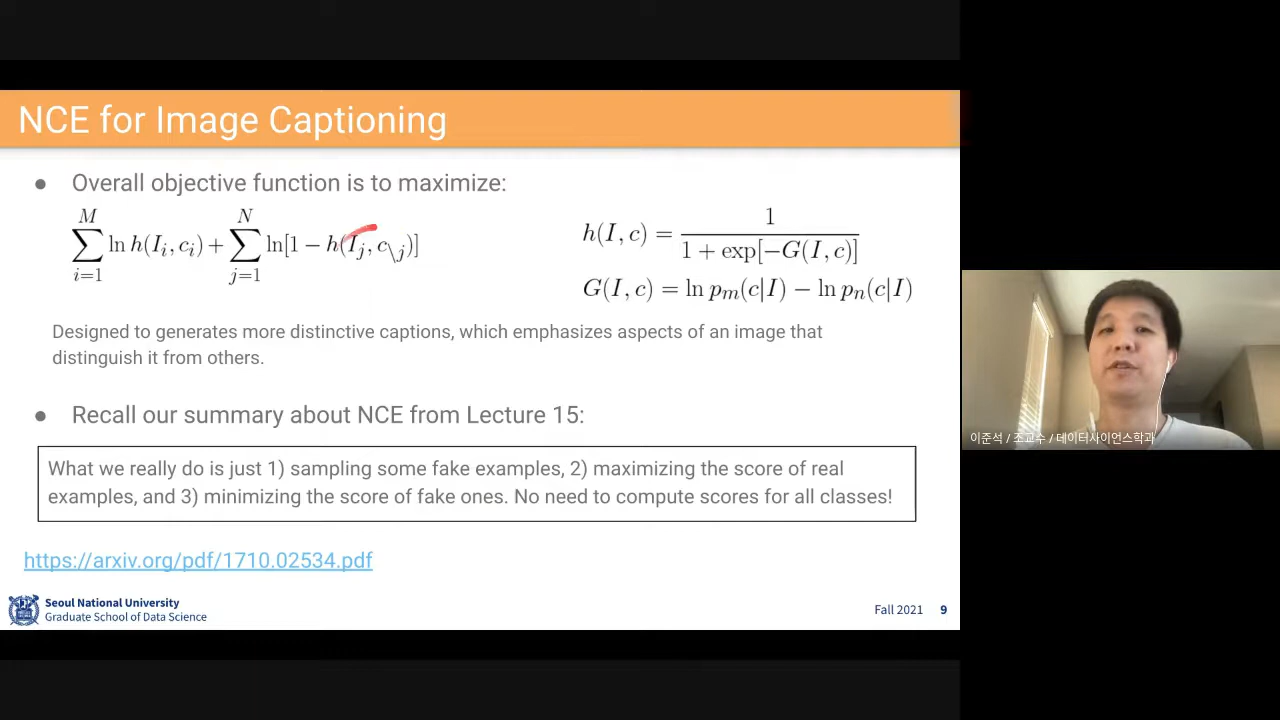 NCE for Image Captioning
● Overall objective function is to maximize:
\sum_{i=1}^{M} \ln h(I_i, c_i) + \sum_{j=1}^{N} \ln[1 - h(I_j, c_{\setminus j})]
h(I, c) = \frac{1}{1 + \exp[-G(I, c)]}
G(I, c) = \ln p_m(c|I) - \ln p_n(c|I)
Designed to generates more distinctive captions, which emphasizes aspects of an image that
distinguish it from others.
● Recall our summary about NCE from Lecture 15:
What we really do is just 1) sampling some fake examples, 2) maximizing the score of real
examples, and 3) minimizing the score of fake ones. No need to compute scores for all classes!
https://arxiv.org/pdf/1710.02534.pdf
Seoul National University
Graduate School of Data Science
Fall 2021 9
이준석 / 조교수 / 데이터사이언스학과